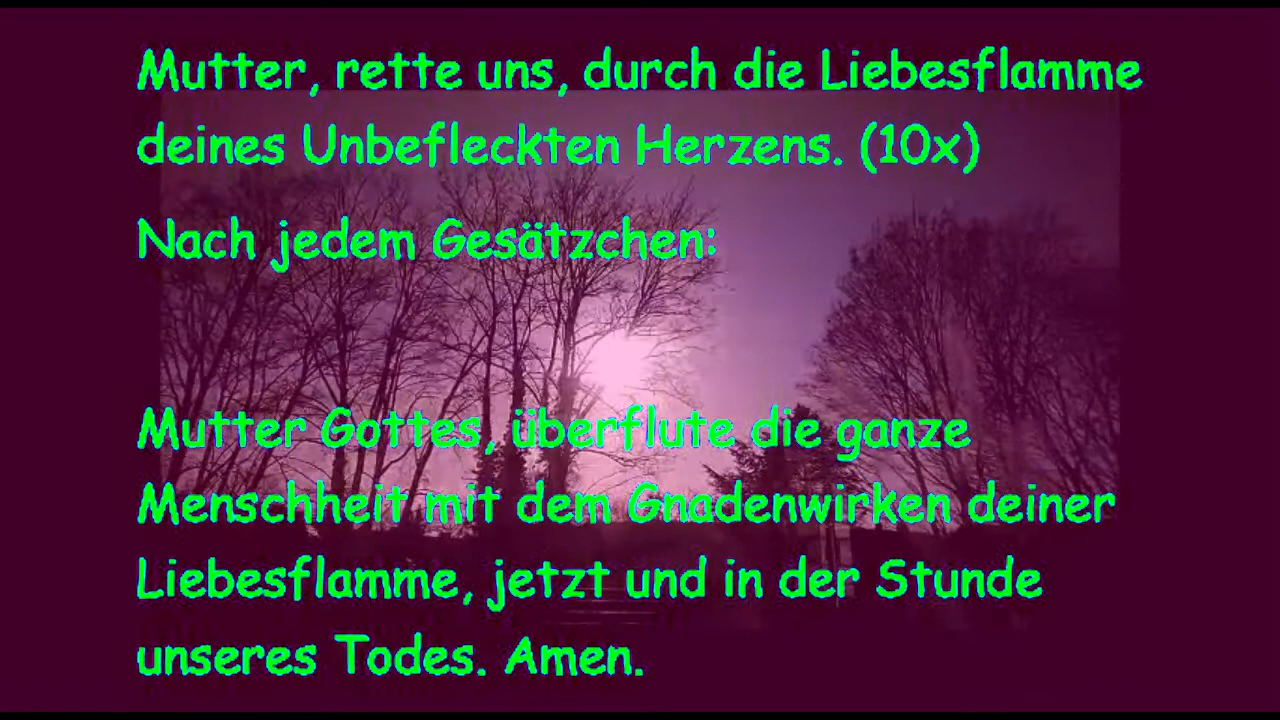 Mutter, rette uns, durch die Liebesflamme
deines Unbefleckten Herzens. (10x)
Nach jedem Gesätzchen:
Mutter Gottes, überflute die ganze
Menschheit mit dem Gnadenwirken deiner
Liebesflamme, jetzt und in der Stunde
unseres Todes. Amen.